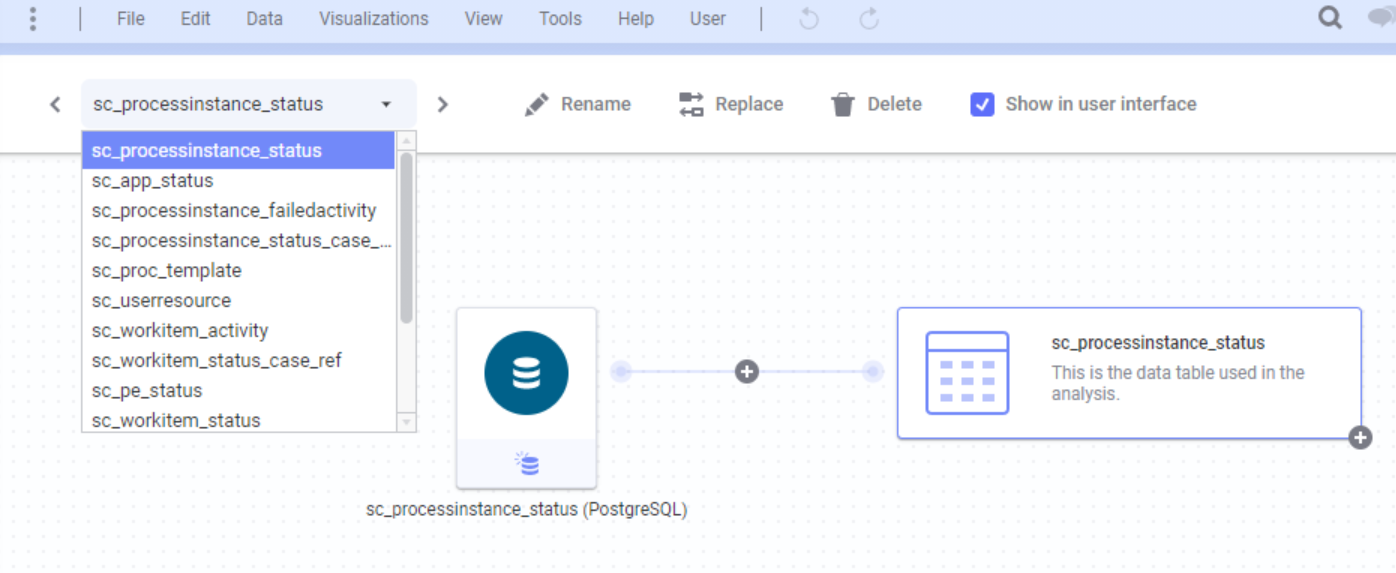 File Edit Data Visualizations View Tools Help User
sc_processinstance_status Rename Replace Delete Show in user interface
sc_processinstance_status
sc_app_status
sc_processinstance_failedactivity
sc_processinstance_status_case_...
sc_proc_template
sc_userresource
sc_workitem_activity
sc_workitem_status_case_ref
sc_pe_status
sc_workitem_status
sc_processinstance_status (PostgreSQL)
sc_processinstance_status
This is the data table used in the
analysis.